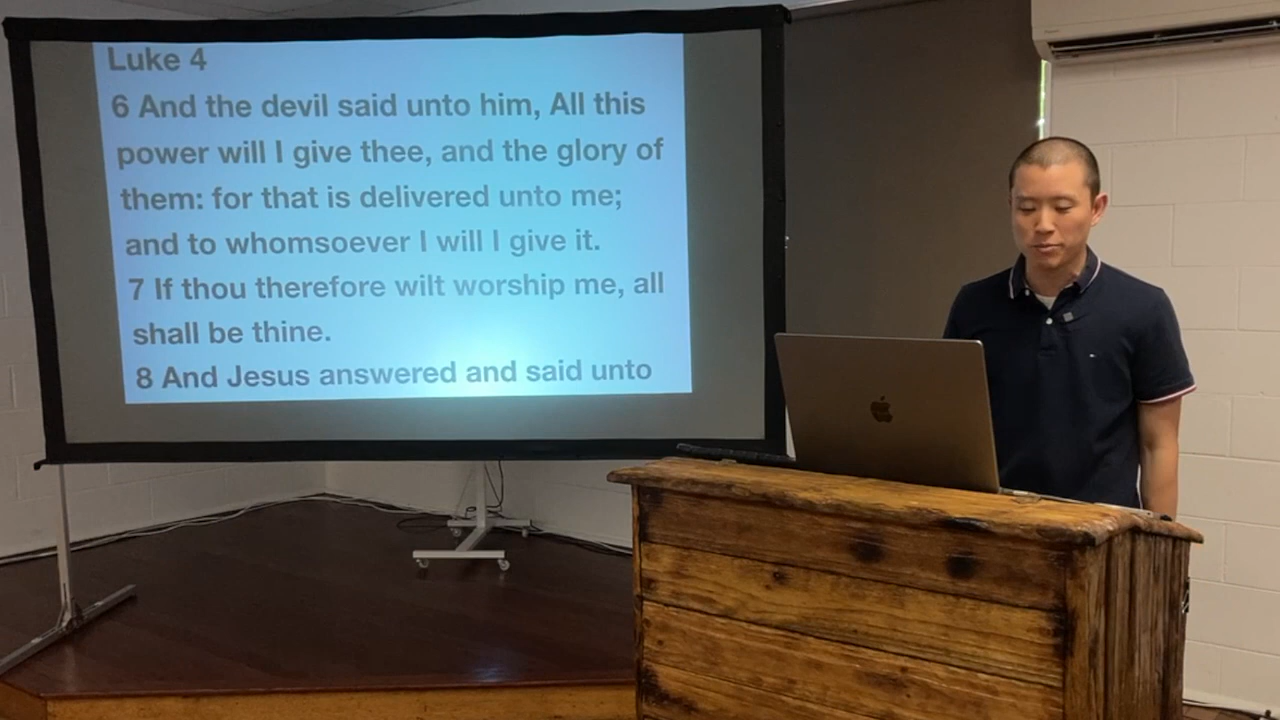 Luke 4
6 And the devil said unto him, All this
power will I give thee, and the glory of
them: for that is delivered unto me;
and to whomsoever I will I give it.
7 If thou therefore wilt worship me, all
shall be thine.
8 And Jesus answered and said unto